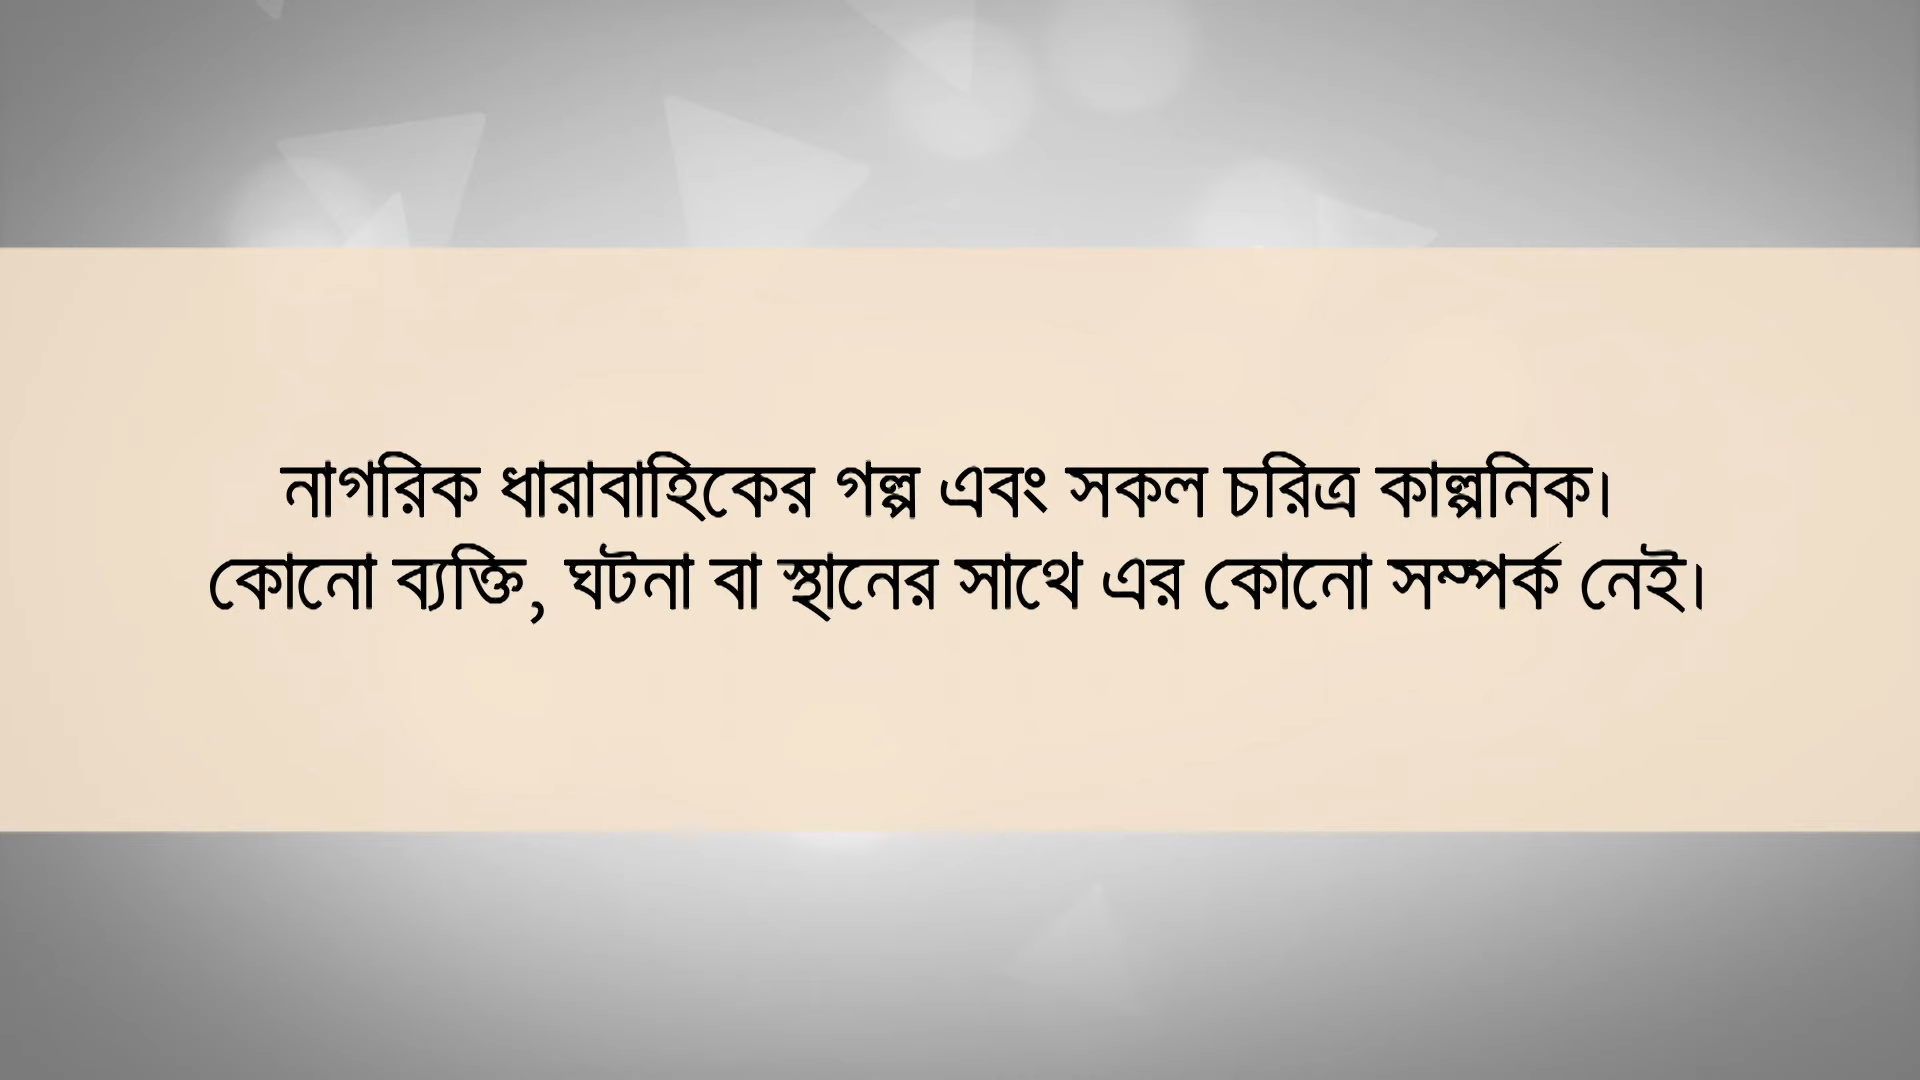 নাগরিক ধারাবাহিকের গল্প এবং সকল চরিত্র কাল্পনিক।
কোনো ব্যক্তি, ঘটনা বা স্থানের সাথে এর কোনো সম্পর্ক নেই।